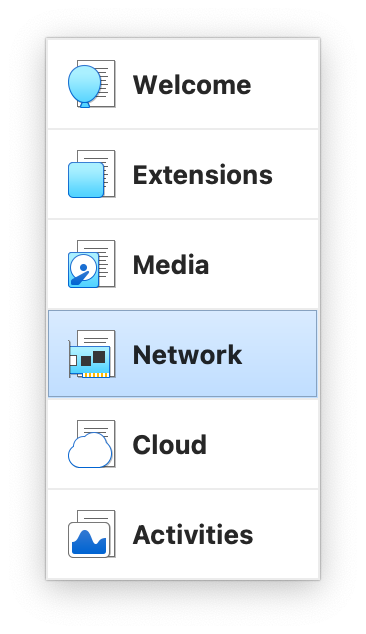 Welcome
Extensions
Media
Network
Cloud
Activities